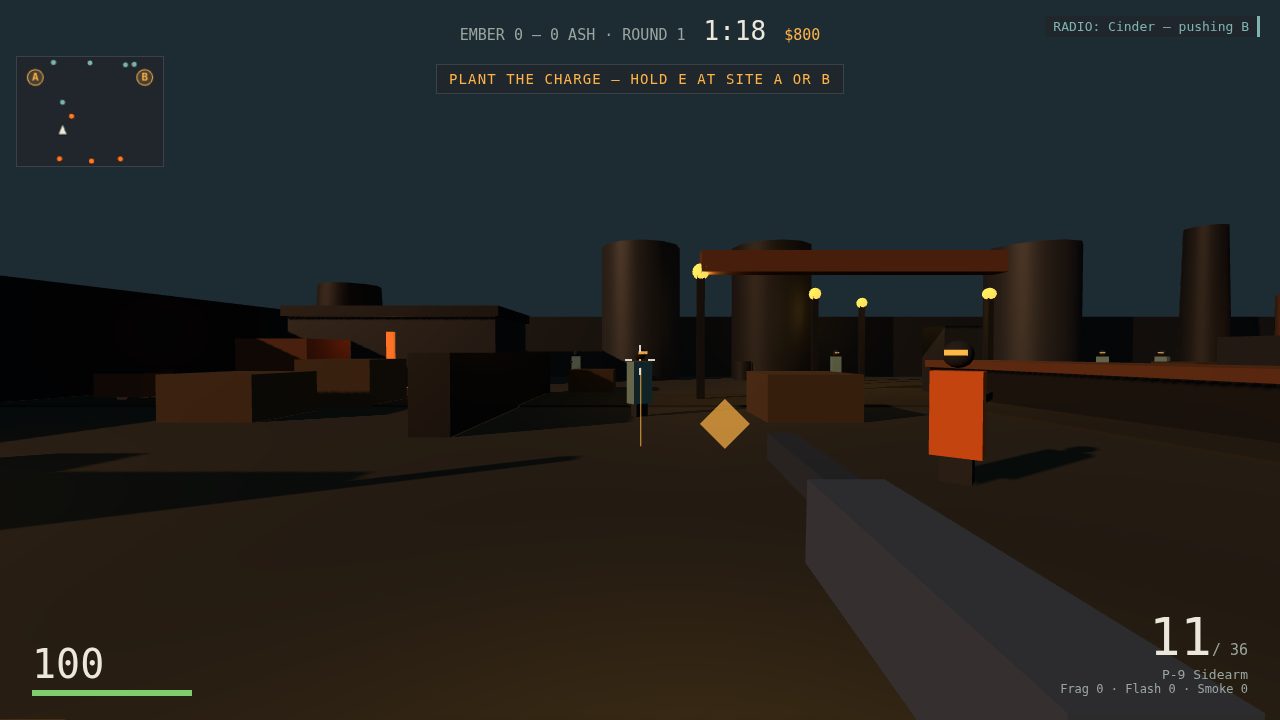 EMBER 0 — 0 ASH · ROUND 1 1:18 $800
RADIO: Cinder — pushing B
PLANT THE CHARGE — HOLD E AT SITE A OR B
A
B
100
11 / 36
P-9 Sidearm
Frag 0 · Flash 0 · Smoke 0